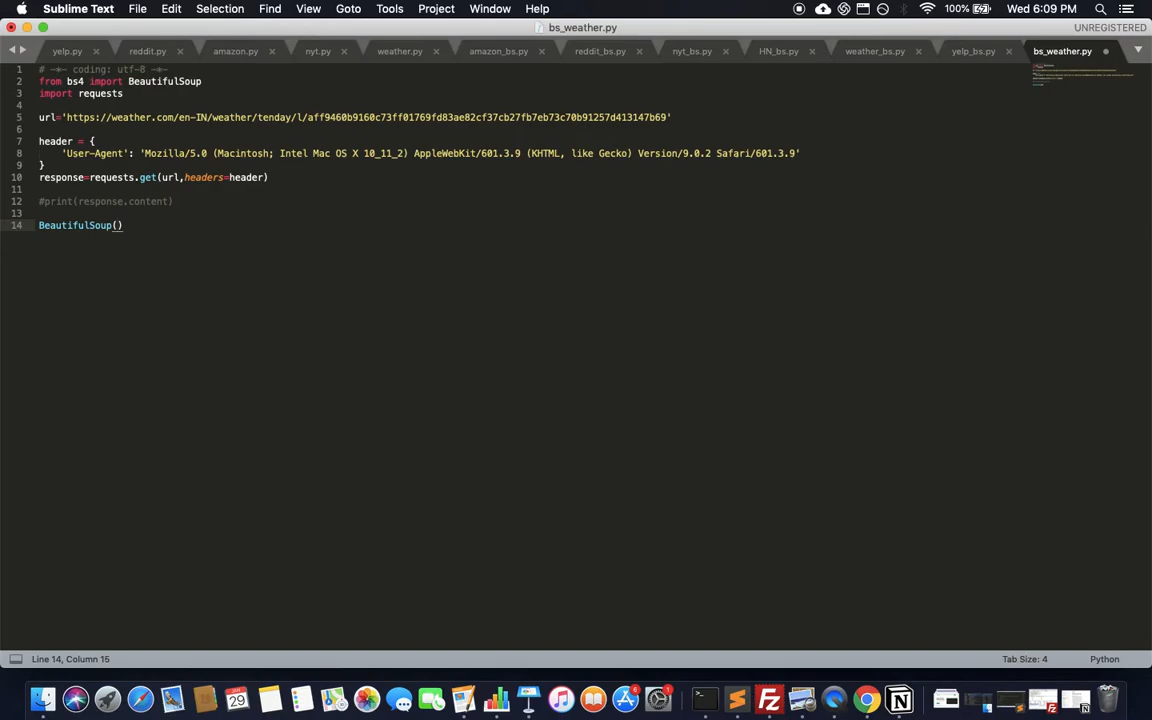 Sublime Text File Edit Selection Find View Goto Tools Project Window Help 100% Wed 6:09 PM
bs_weather.py UNREGISTERED
yelp.py reddit.py amazon.py nyt.py weather.py amazon_bs.py reddit_bs.py nyt_bs.py HN_bs.py weather_bs.py yelp_bs.py bs_weather.py
1 # -*- coding: utf-8 -*-
2 from bs4 import BeautifulSoup
3 import requests
4
5 url='https://weather.com/en-IN/weather/tenday/l/aff9460b9160c73ff01769fd83ae82cf37cb27fb7eb73c70b91257d413147b69'
6
7 header = {
8 'User-Agent': 'Mozilla/5.0 (Macintosh; Intel Mac OS X 10_11_2) AppleWebKit/601.3.9 (KHTML, like Gecko) Version/9.0.2 Safari/601.3.9'
9 }
10 response=requests.get(url,headers=header)
11
12 #print(response.content)
13
14 BeautifulSoup()
Line 14, Column 15 Tab Size: 4 Python
JAN 29 6 1